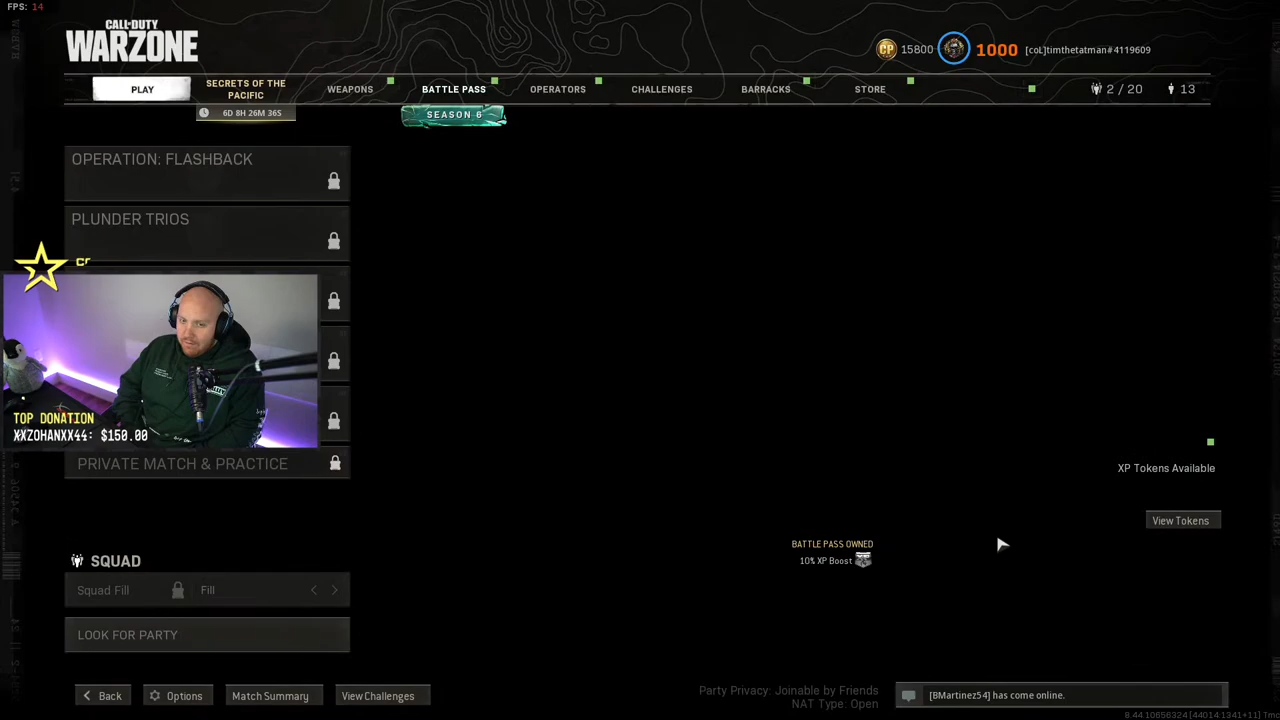 FPS: 14
CALL OF DUTY
WARZONE
15800
1000
[coL]timthetatman#4119609
PLAY
SECRETS OF THE
PACIFIC
WEAPONS
BATTLE PASS
OPERATORS
CHALLENGES
BARRACKS
STORE
2 / 20
13
6D 8H 26M 36S
SEASON 6
OPERATION: FLASHBACK
PLUNDER TRIOS
TOP DONATION
XXZOHANXX44: $150.00
PRIVATE MATCH & PRACTICE
XP Tokens Available
View Tokens
BATTLE PASS OWNED
10% XP Boost
SQUAD
Squad Fill
Fill
LOOK FOR PARTY
Back
Options
Match Summary
View Challenges
Party Privacy: Joinable by Friends
NAT Type: Open
[BMartinez54] has come online.